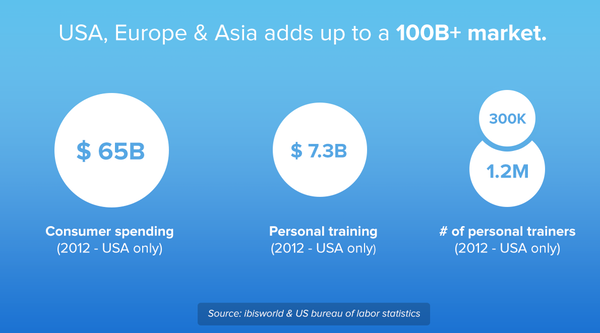 USA, Europe & Asia adds up to a 100B+ market.
$ 65B
$ 7.3B
300K
1.2M
Consumer spending
(2012 - USA only)
Personal training
(2012 - USA only)
# of personal trainers
(2012 - USA only)
Source: ibisworld & US bureau of labor statistics